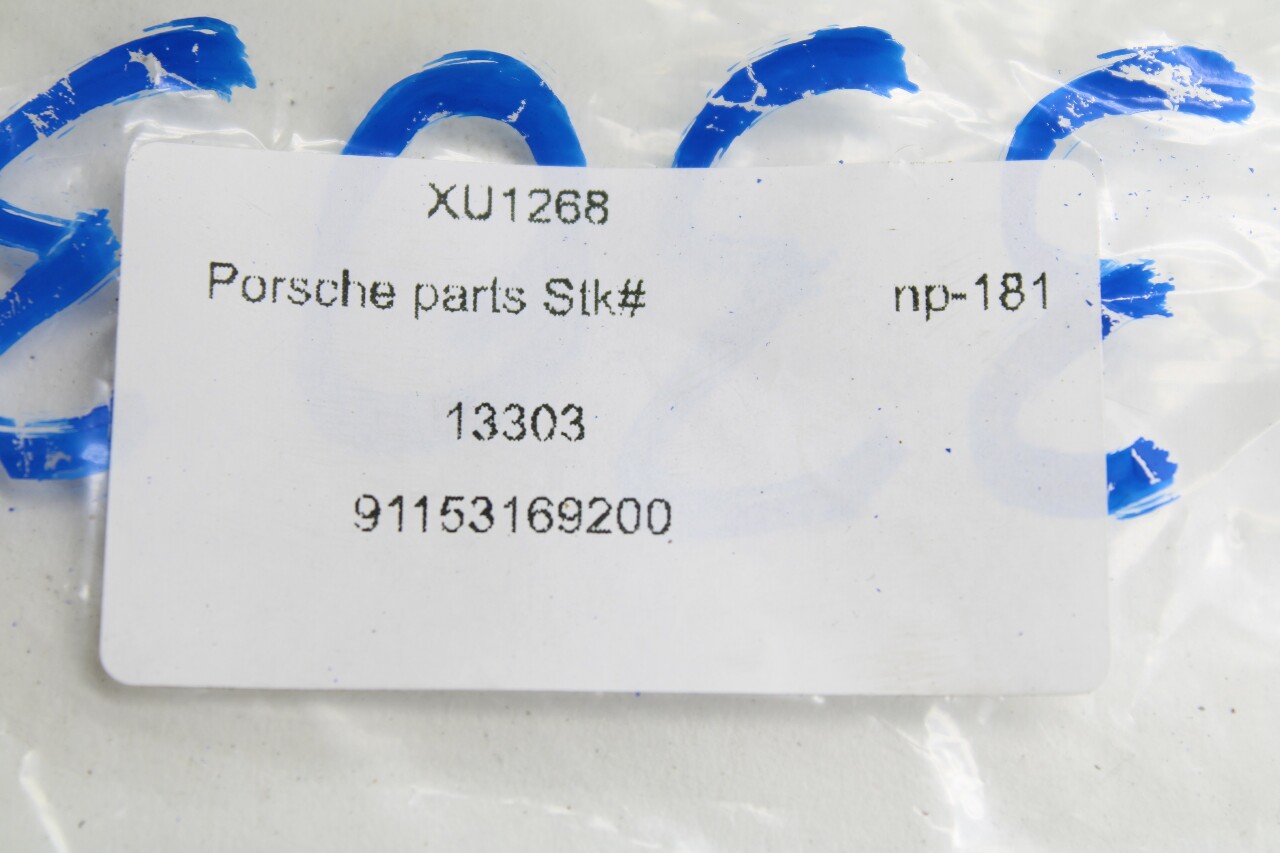 XU1268
Porsche parts Stk# np-181
13303
91153169200